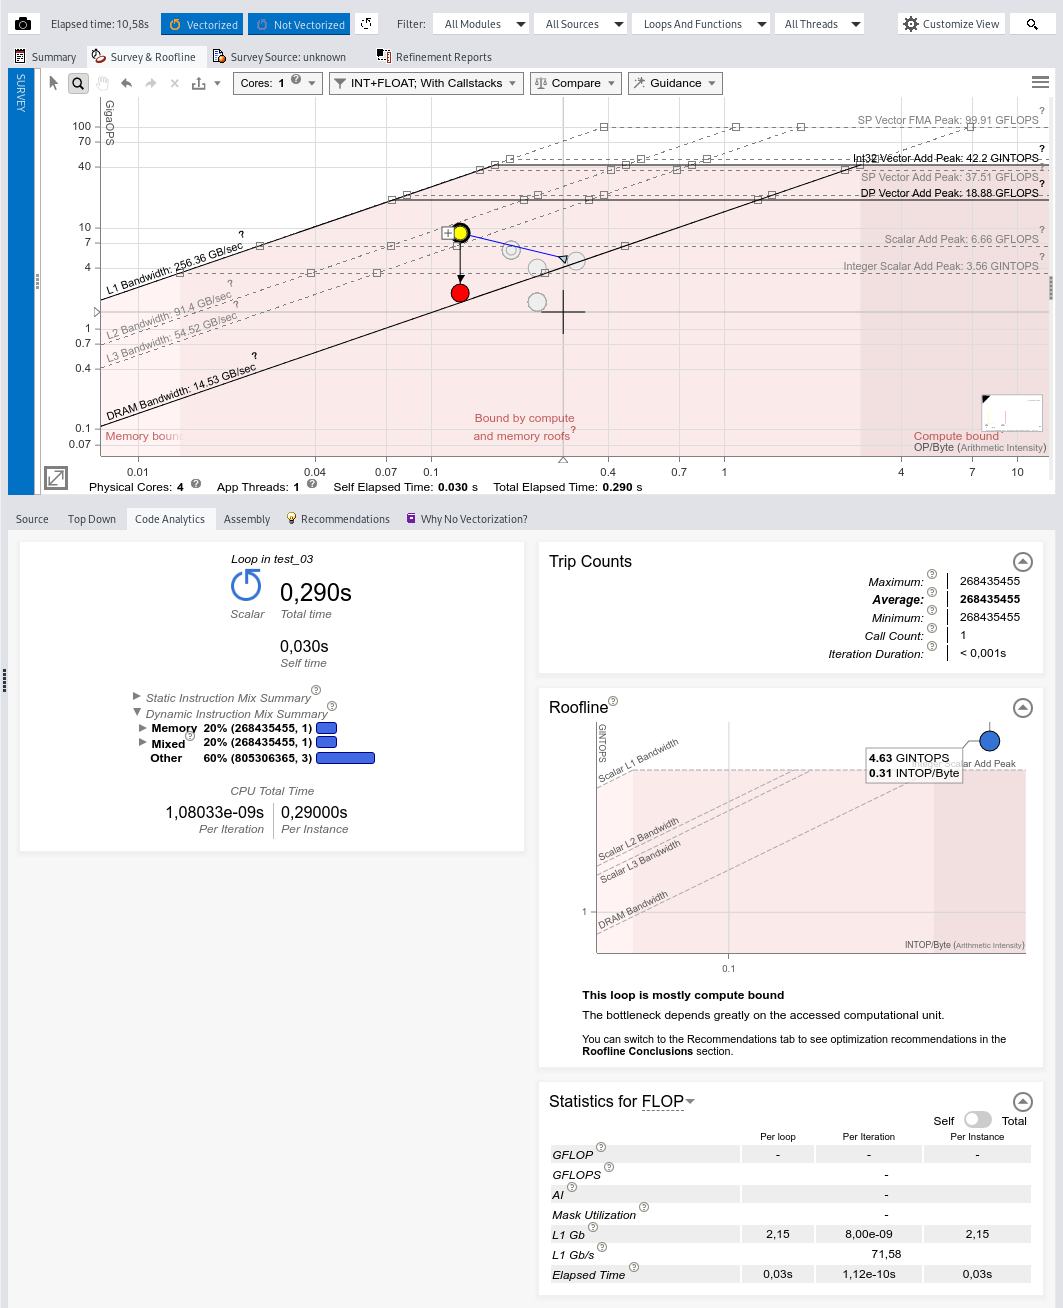 Elapsed time: 10,58s Vectorized Not Vectorized Filter: All Modules All Sources Loops And Functions All Threads Customize View
Summary Survey & Roofline Survey Source: unknown Refinement Reports
SURVEY
Cores: 1 ? INT+FLOAT; With Callstacks Compare Guidance
GigaOPS
100
70
40
10
7
4
1
0.7
0.4
0.1
0.07
SP Vector FMA Peak: 99.91 GFLOPS ?
Int32 Vector Add Peak: 42.2 GINTOPS ?
SP Vector Add Peak: 37.51 GFLOPS ?
DP Vector Add Peak: 18.88 GFLOPS ?
Scalar Add Peak: 6.66 GFLOPS ?
Integer Scalar Add Peak: 3.56 GINTOPS ?
L1 Bandwidth: 256.36 GB/sec ?
L2 Bandwidth: 91.4 GB/sec ?
L3 Bandwidth: 54.52 GB/sec ?
DRAM Bandwidth: 14.53 GB/sec ?
Memory bound
Bound by compute
and memory roofs ?
Compute bound ?
OP/Byte (Arithmetic Intensity)
0.01 0.04 0.07 0.1 0.4 0.7 1 4 7 10
Physical Cores: 4 ? App Threads: 1 ? Self Elapsed Time: 0.030 s Total Elapsed Time: 0.290 s
Source Top Down Code Analytics Assembly Recommendations Why No Vectorization?
Loop in test_03
0,290s
Scalar Total time
0,030s
Self time
Static Instruction Mix Summary ?
Dynamic Instruction Mix Summary ?
Memory 20% (268435455, 1)
Mixed ? 20% (268435455, 1)
Other 60% (805306365, 3)
CPU Total Time
1,08033e-09s 0,29000s
Per Iteration Per Instance
Trip Counts
Maximum: ? 268435455
Average: ? 268435455
Minimum: ? 268435455
Call Count: ? 1
Iteration Duration: ? < 0,001s
Roofline ?
GINTOPS
Scalar L1 Bandwidth
4.63 GINTOPS
0.31 INTOP/Byte
Integer Scalar Add Peak
Scalar L2 Bandwidth
Scalar L3 Bandwidth
DRAM Bandwidth
1
INTOP/Byte (Arithmetic Intensity)
0.1
This loop is mostly compute bound
The bottleneck depends greatly on the accessed computational unit.
You can switch to the Recommendations tab to see optimization recommendations in the
Roofline Conclusions section.
Statistics for FLOP
Self Total
Per loop Per Iteration Per Instance
GFLOP ? - - -
GFLOPS ? -
AI ? -
Mask Utilization ? -
L1 Gb ? 2,15 8,00e-09 2,15
L1 Gb/s ? 71,58
Elapsed Time ? 0,03s 1,12e-10s 0,03s